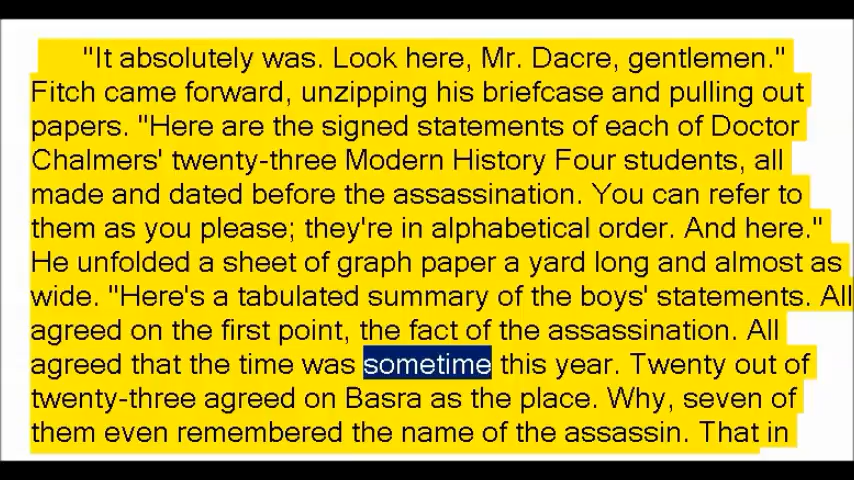 "It absolutely was. Look here, Mr. Dacre, gentlemen."
Fitch came forward, unzipping his briefcase and pulling out
papers. "Here are the signed statements of each of Doctor
Chalmers' twenty-three Modern History Four students, all
made and dated before the assassination. You can refer to
them as you please; they're in alphabetical order. And here."
He unfolded a sheet of graph paper a yard long and almost as
wide. "Here's a tabulated summary of the boys' statements. All
agreed on the first point, the fact of the assassination. All
agreed that the time was sometime this year. Twenty out of
twenty-three agreed on Basra as the place. Why, seven of
them even remembered the name of the assassin. That in